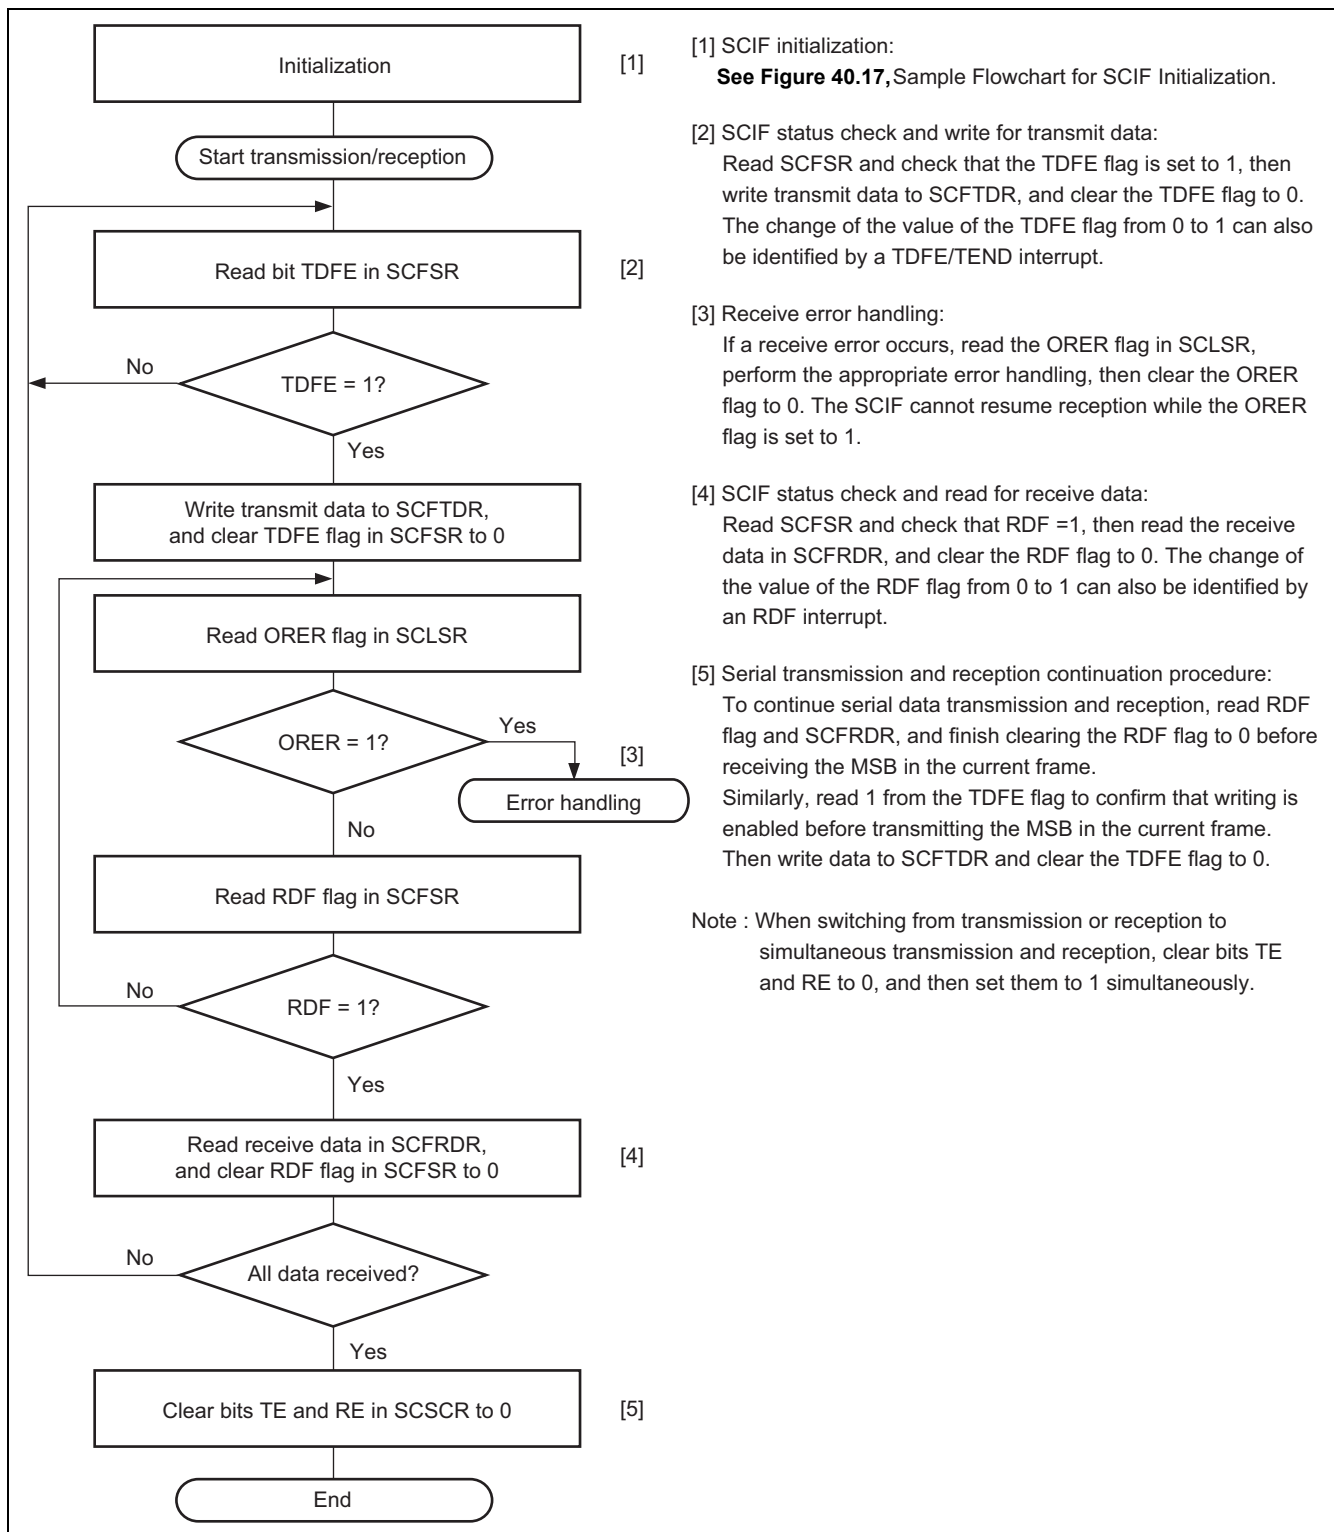 Initialization
[1]
Start transmission/reception
Read bit TDFE in SCFSR
[2]
No
TDFE = 1?
Yes
Write transmit data to SCFTDR,
and clear TDFE flag in SCFSR to 0
Read ORER flag in SCLSR
ORER = 1?
Yes
[3]
Error handling
No
Read RDF flag in SCFSR
No
RDF = 1?
Yes
Read receive data in SCFRDR,
and clear RDF flag in SCFSR to 0
[4]
No
All data received?
Yes
Clear bits TE and RE in SCSCR to 0
[5]
End
[1] SCIF initialization:
See Figure 40.17, Sample Flowchart for SCIF Initialization.
[2] SCIF status check and write for transmit data:
Read SCFSR and check that the TDFE flag is set to 1, then
write transmit data to SCFTDR, and clear the TDFE flag to 0.
The change of the value of the TDFE flag from 0 to 1 can also
be identified by a TDFE/TEND interrupt.
[3] Receive error handling:
If a receive error occurs, read the ORER flag in SCLSR,
perform the appropriate error handling, then clear the ORER
flag to 0. The SCIF cannot resume reception while the ORER
flag is set to 1.
[4] SCIF status check and read for receive data:
Read SCFSR and check that RDF =1, then read the receive
data in SCFRDR, and clear the RDF flag to 0. The change of
the value of the RDF flag from 0 to 1 can also be identified by
an RDF interrupt.
[5] Serial transmission and reception continuation procedure:
To continue serial data transmission and reception, read RDF
flag and SCFRDR, and finish clearing the RDF flag to 0 before
receiving the MSB in the current frame.
Similarly, read 1 from the TDFE flag to confirm that writing is
enabled before transmitting the MSB in the current frame.
Then write data to SCFTDR and clear the TDFE flag to 0.
Note : When switching from transmission or reception to
simultaneous transmission and reception, clear bits TE
and RE to 0, and then set them to 1 simultaneously.